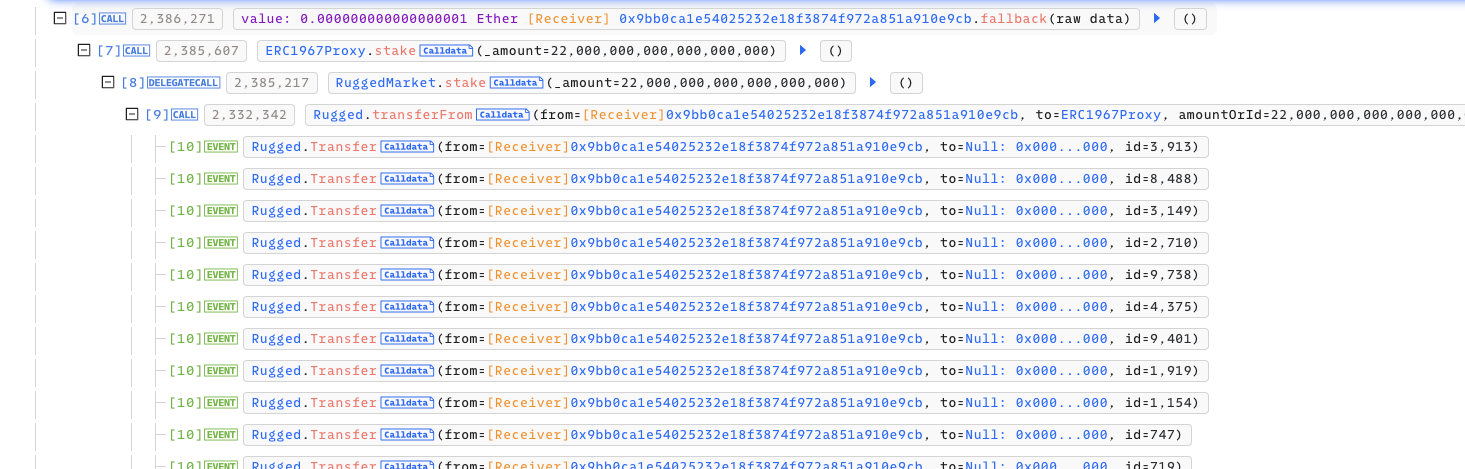 [6] CALL 2,386,271 value: 0.000000000000000001 Ether [Receiver] 0x9bb0ca1e54025232e18f3874f972a851a910e9cb.fallback(raw data) ()
[7] CALL 2,385,607 ERC1967Proxy.stake Calldata (_amount=22,000,000,000,000,000,000) ()
[8] DELEGATECALL 2,385,217 RuggedMarket.stake Calldata (_amount=22,000,000,000,000,000,000) ()
[9] CALL 2,332,342 Rugged.transferFrom Calldata (from=[Receiver]0x9bb0ca1e54025232e18f3874f972a851a910e9cb, to=ERC1967Proxy, amountOrId=22,000,000,000,000,000,
[10] EVENT Rugged.Transfer Calldata (from=[Receiver]0x9bb0ca1e54025232e18f3874f972a851a910e9cb, to=Null: 0x000...000, id=3,913)
[10] EVENT Rugged.Transfer Calldata (from=[Receiver]0x9bb0ca1e54025232e18f3874f972a851a910e9cb, to=Null: 0x000...000, id=8,488)
[10] EVENT Rugged.Transfer Calldata (from=[Receiver]0x9bb0ca1e54025232e18f3874f972a851a910e9cb, to=Null: 0x000...000, id=3,149)
[10] EVENT Rugged.Transfer Calldata (from=[Receiver]0x9bb0ca1e54025232e18f3874f972a851a910e9cb, to=Null: 0x000...000, id=2,710)
[10] EVENT Rugged.Transfer Calldata (from=[Receiver]0x9bb0ca1e54025232e18f3874f972a851a910e9cb, to=Null: 0x000...000, id=9,738)
[10] EVENT Rugged.Transfer Calldata (from=[Receiver]0x9bb0ca1e54025232e18f3874f972a851a910e9cb, to=Null: 0x000...000, id=4,375)
[10] EVENT Rugged.Transfer Calldata (from=[Receiver]0x9bb0ca1e54025232e18f3874f972a851a910e9cb, to=Null: 0x000...000, id=9,401)
[10] EVENT Rugged.Transfer Calldata (from=[Receiver]0x9bb0ca1e54025232e18f3874f972a851a910e9cb, to=Null: 0x000...000, id=1,919)
[10] EVENT Rugged.Transfer Calldata (from=[Receiver]0x9bb0ca1e54025232e18f3874f972a851a910e9cb, to=Null: 0x000...000, id=1,154)
[10] EVENT Rugged.Transfer Calldata (from=[Receiver]0x9bb0ca1e54025232e18f3874f972a851a910e9cb, to=Null: 0x000...000, id=747)
[10] EVENT Rugged.Transfer Calldata (from=[Receiver]0x9bb0ca1e54025232e18f3874f972a851a910e9cb, to=Null: 0x000...000, id=719)